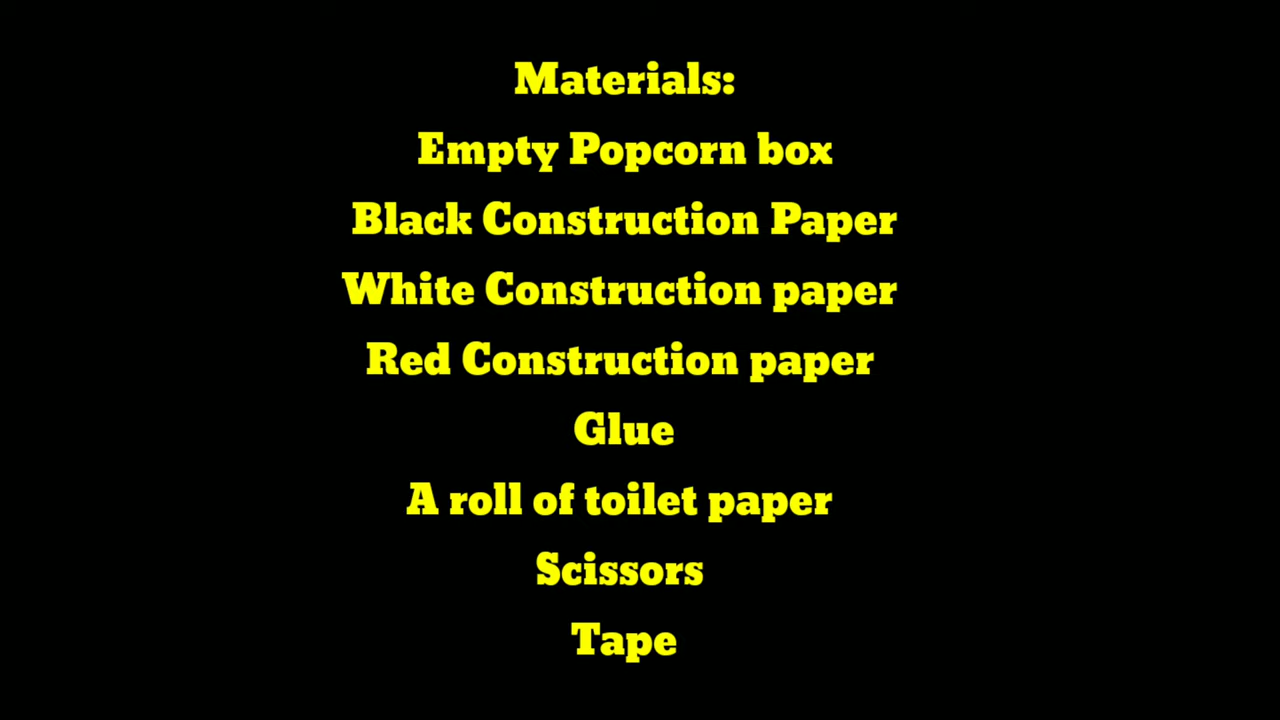 Materials:
Empty Popcorn box
Black Construction Paper
White Construction paper
Red Construction paper
Glue
A roll of toilet paper
Scissors
Tape